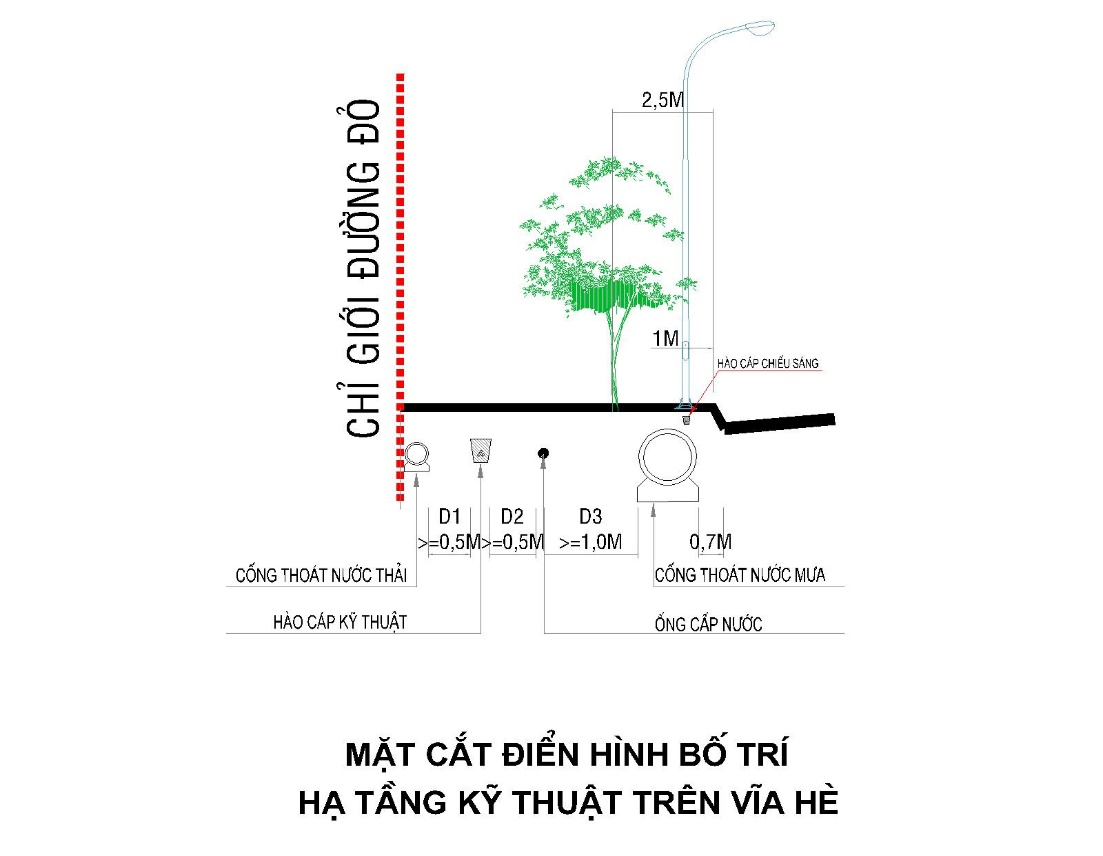 CHỈ GIỚI ĐƯỜNG ĐỎ
2,5M
1M
HÀO CÁP CHIẾU SÁNG
D1 D2 D3
>=0,5M >=0,5M >=1,0M 0,7M
CỐNG THOÁT NƯỚC THẢI CỐNG THOÁT NƯỚC MƯA
HÀO CÁP KỸ THUẬT ỐNG CẤP NƯỚC
MẶT CẮT ĐIỂN HÌNH BỐ TRÍ
HẠ TẦNG KỸ THUẬT TRÊN VĨA HÈ